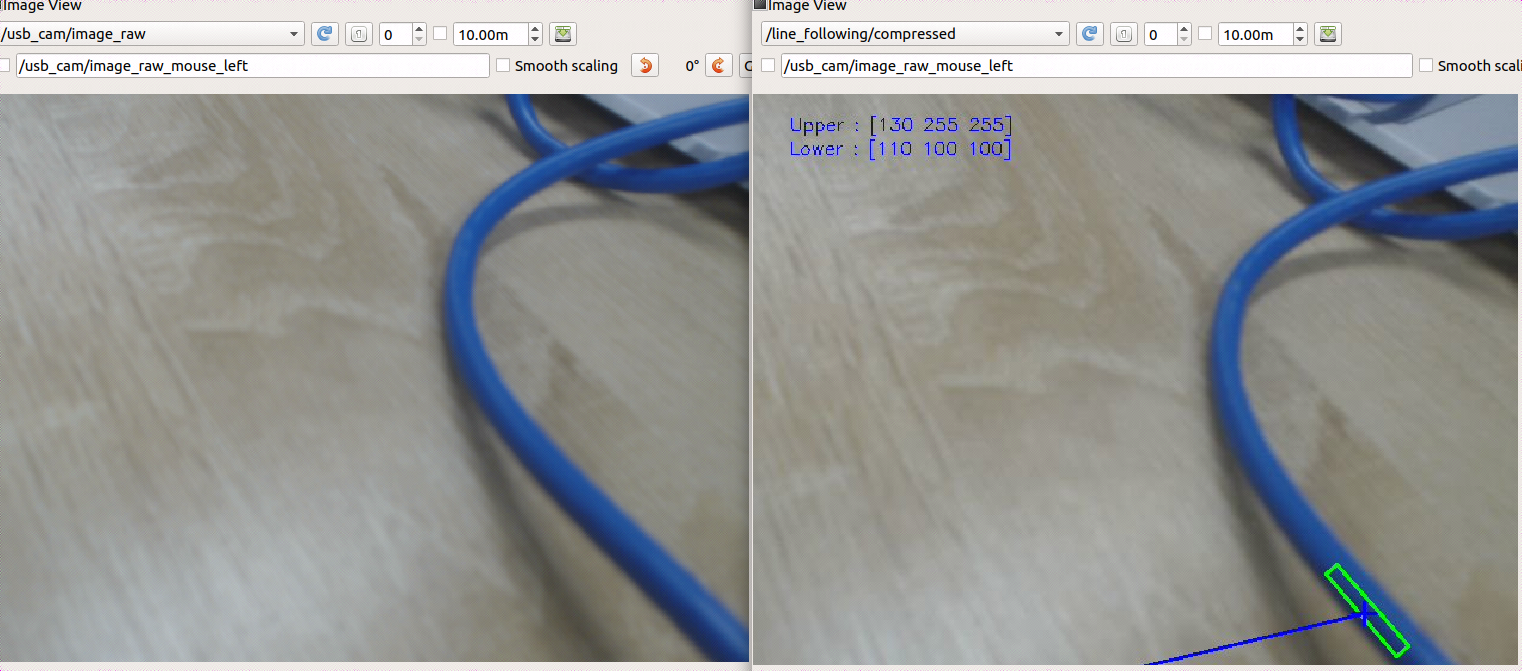 Image View
/usb_cam/image_raw
0
10.00m
/usb_cam/image_raw_mouse_left
Smooth scaling
0°
Image View
/line_following/compressed
0
10.00m
/usb_cam/image_raw_mouse_left
Smooth scali
Upper : [130 255 255]
Lower : [110 100 100]